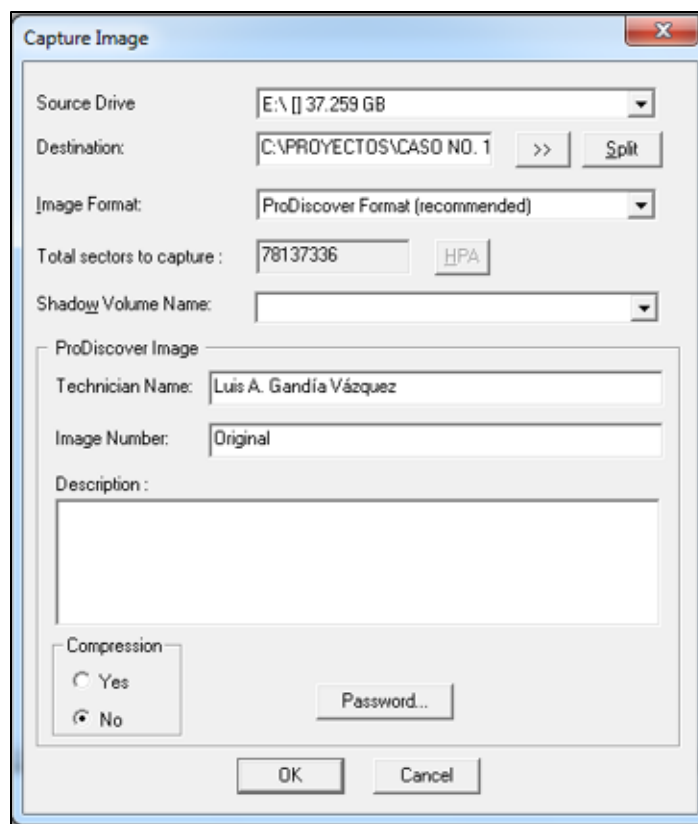 Capture Image
Source Drive E:\ [] 37.259 GB
Destination: C:\PROYECTOS\CASO NO. 1 >> Split
Image Format: ProDiscover Format (recommended)
Total sectors to capture : 78137336 HPA
Shadow Volume Name:
ProDiscover Image
Technician Name: Luis A. Gandía Vázquez
Image Number: Original
Description :
Compression
Yes
No
Password...
OK Cancel